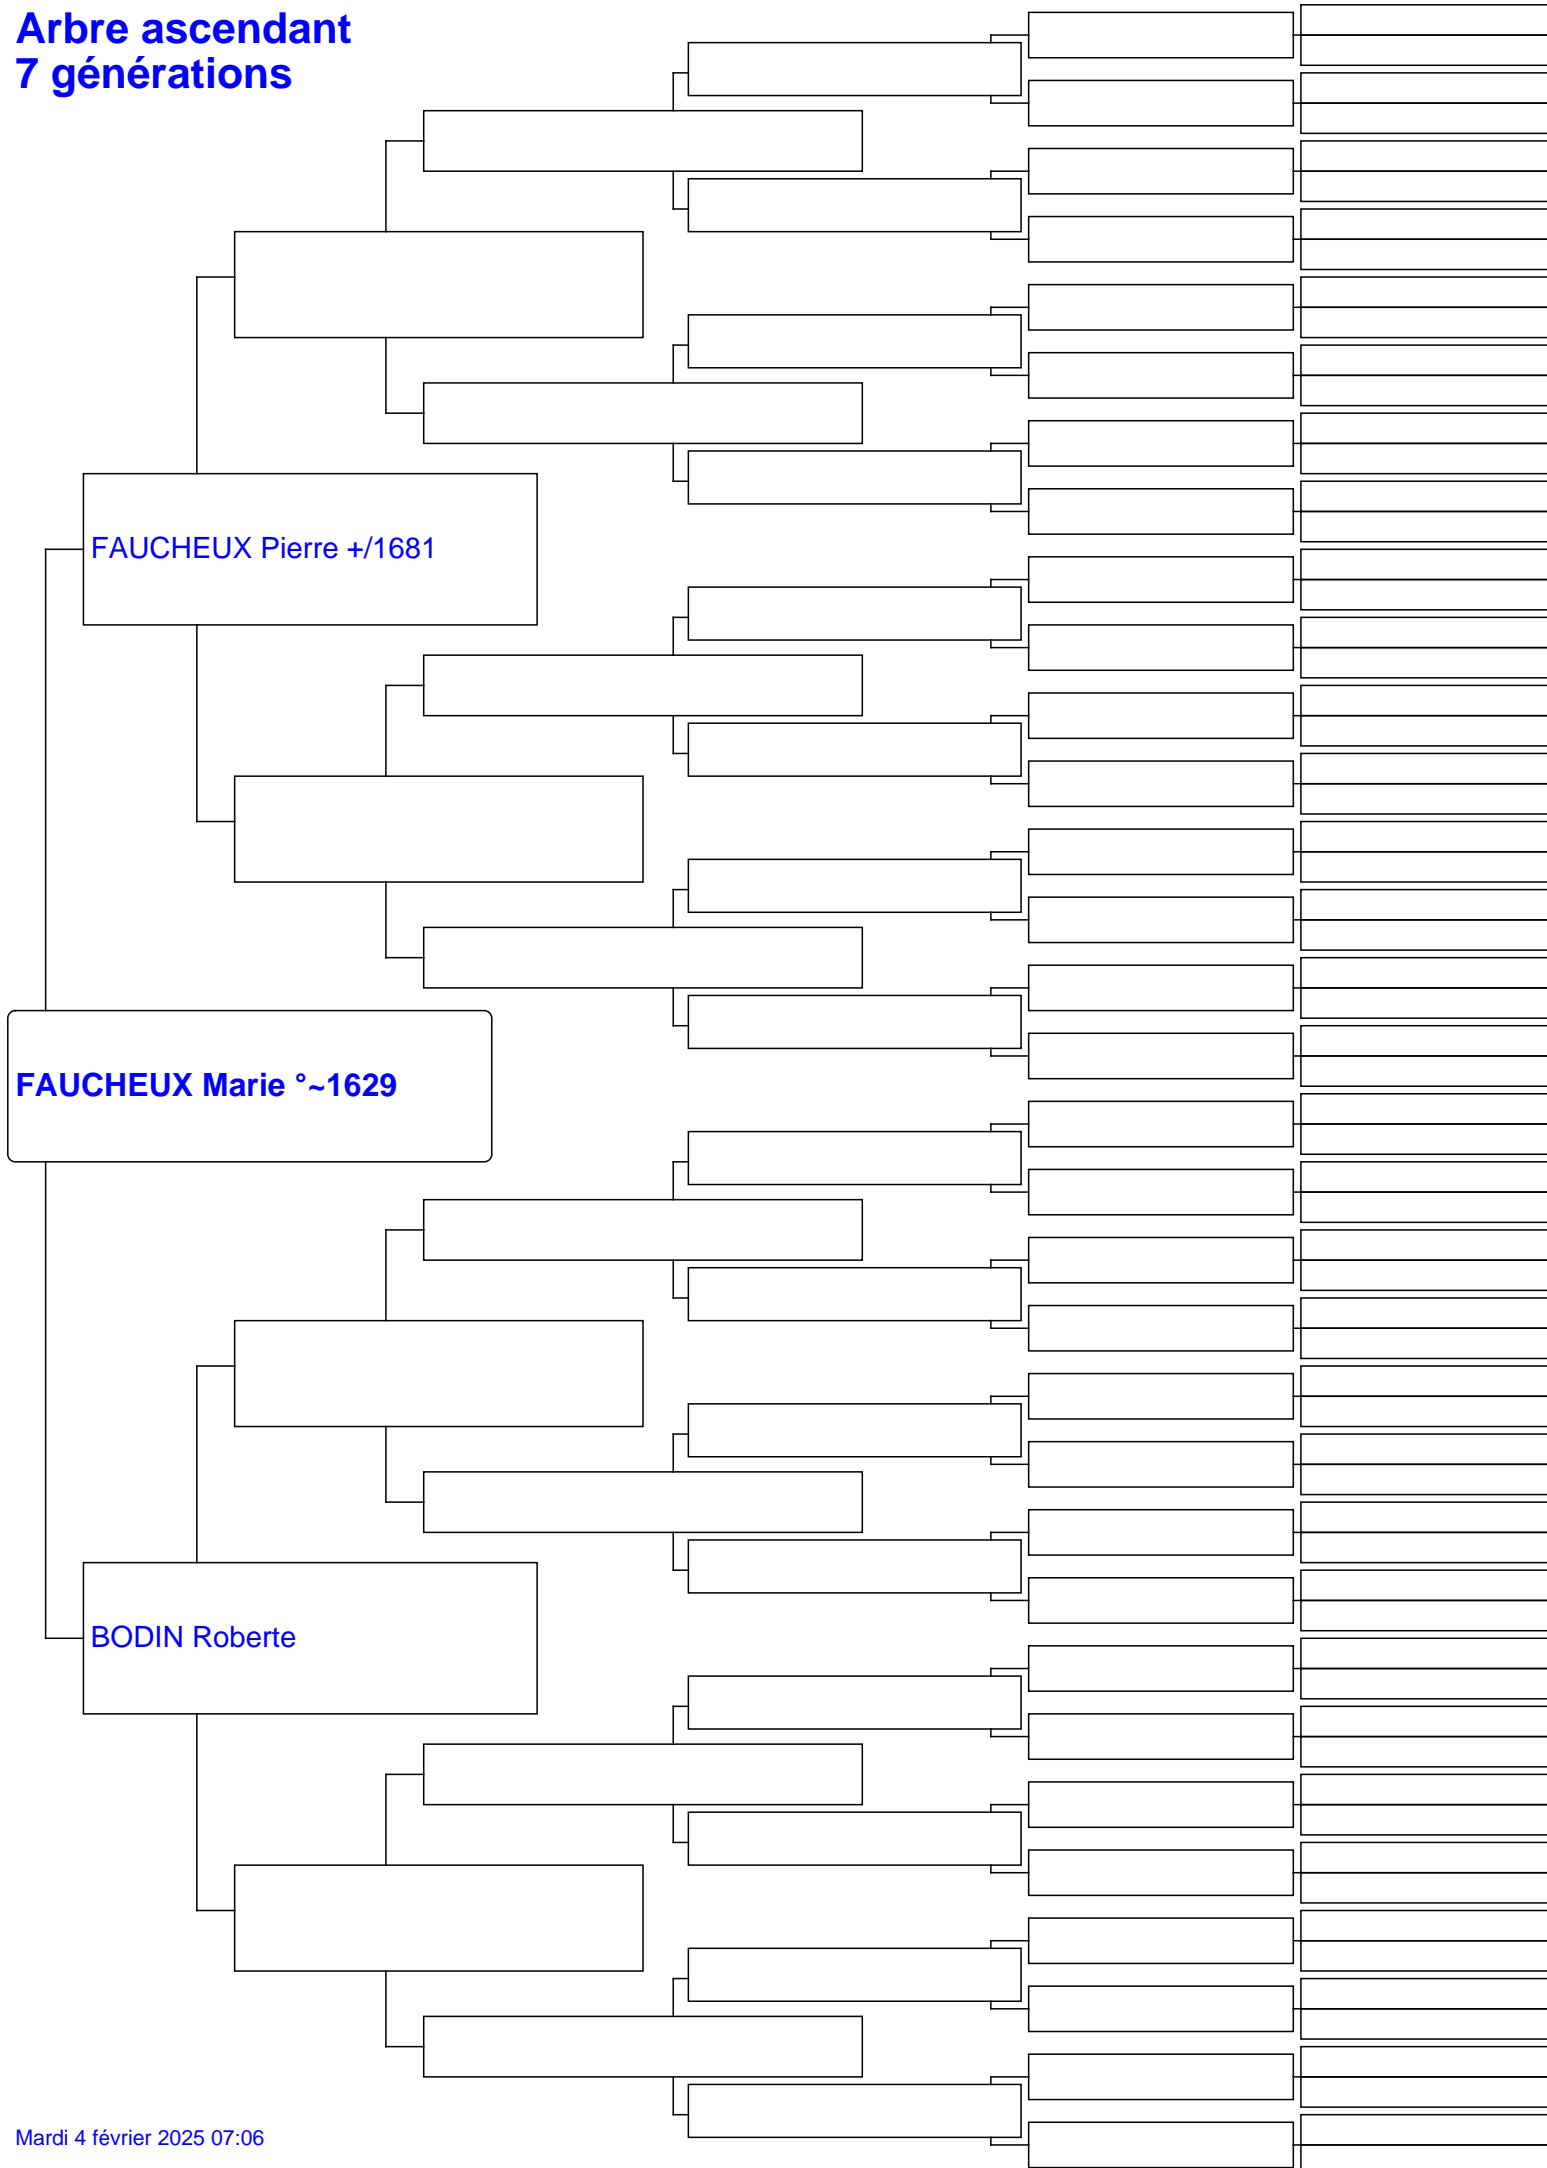 Arbre ascendant
7 générations
FAUCHEUX Pierre +/1681
FAUCHEUX Marie °~1629
BODIN Roberte
Mardi 4 février 2025 07:06